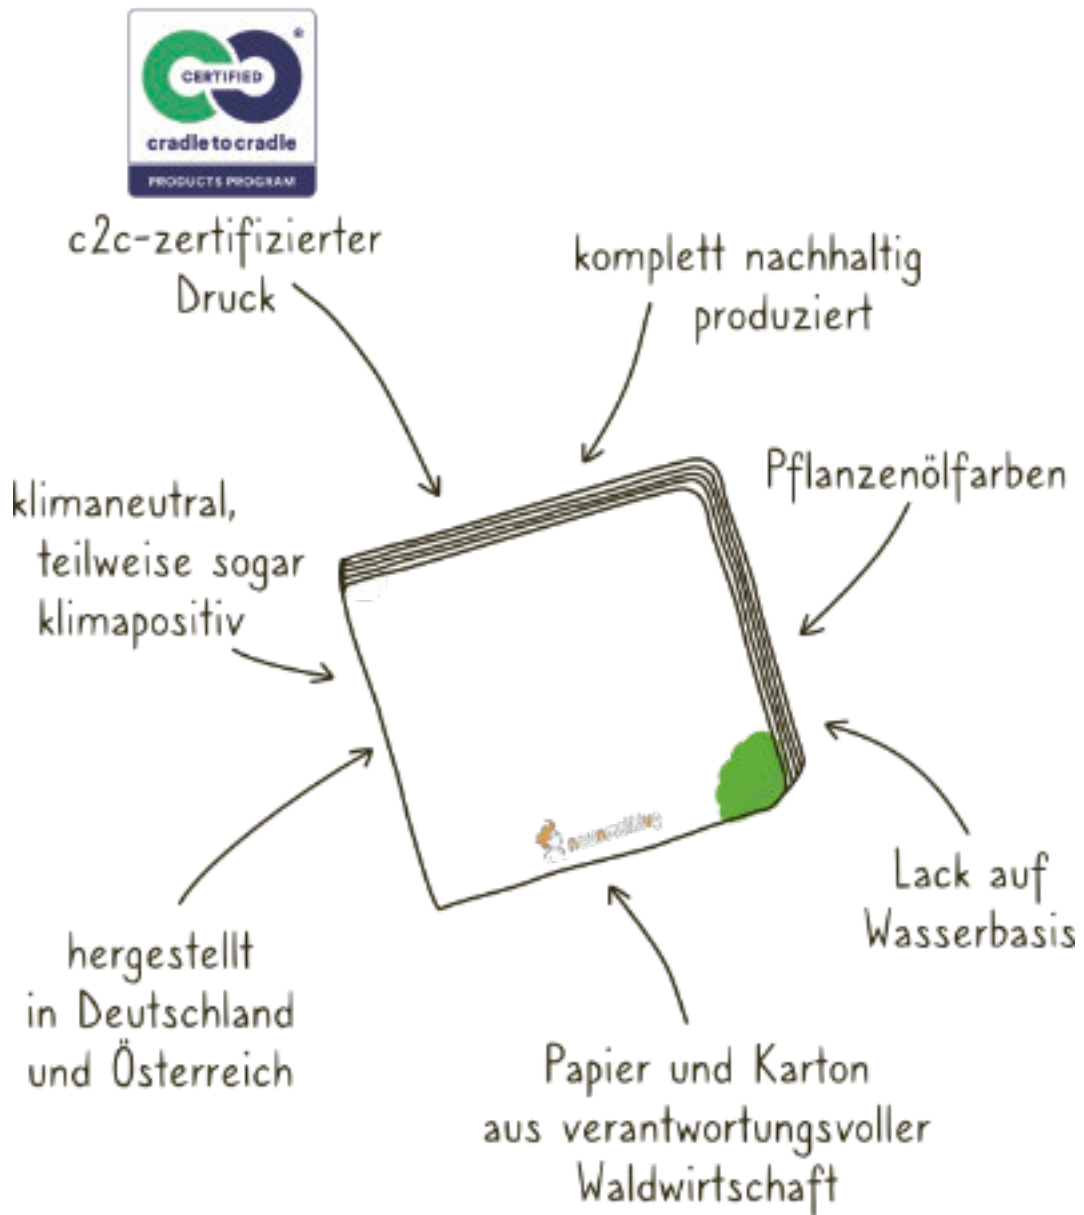 CERTIFIED
cradletocradle
PRODUCTS PROGRAM
c2c-zertifizierter
Druck
komplett nachhaltig
produziert
Pflanzenölfarben
klimaneutral,
teilweise sogar
klimapositiv
Lack auf
Wasserbasis
hergestellt
in Deutschland
und Österreich
Papier und Karton
aus verantwortungsvoller
Waldwirtschaft